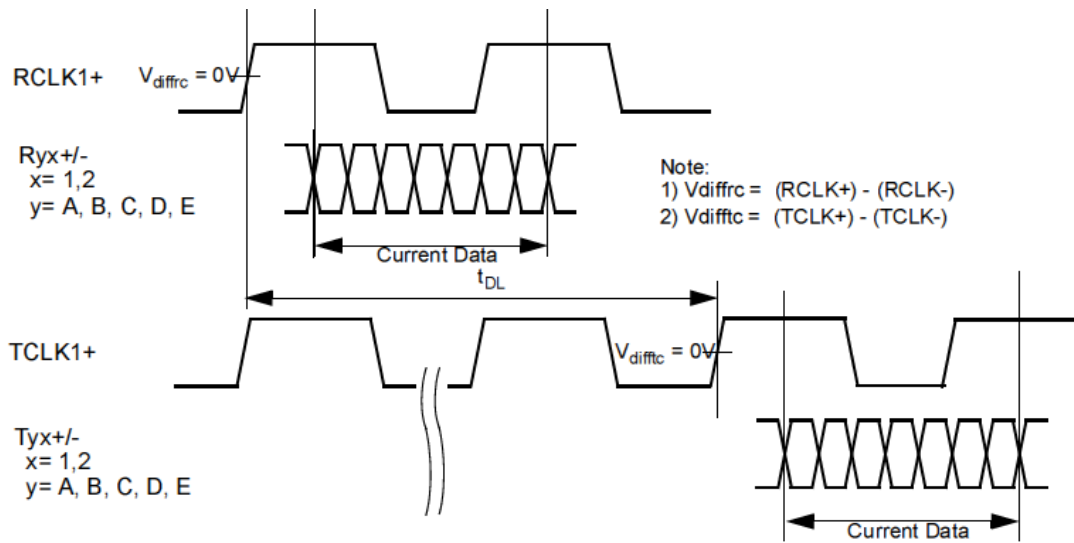 RCLK1+
Vdiffrc = 0V
Ryx+/-
x= 1,2
y= A, B, C, D, E
Note:
1) Vdiffrc = (RCLK+) - (RCLK-)
2) Vdifftc = (TCLK+) - (TCLK-)
Current Data
tDL
TCLK1+
Vdifftc = 0V
Tyx+/-
x= 1,2
y= A, B, C, D, E
Current Data